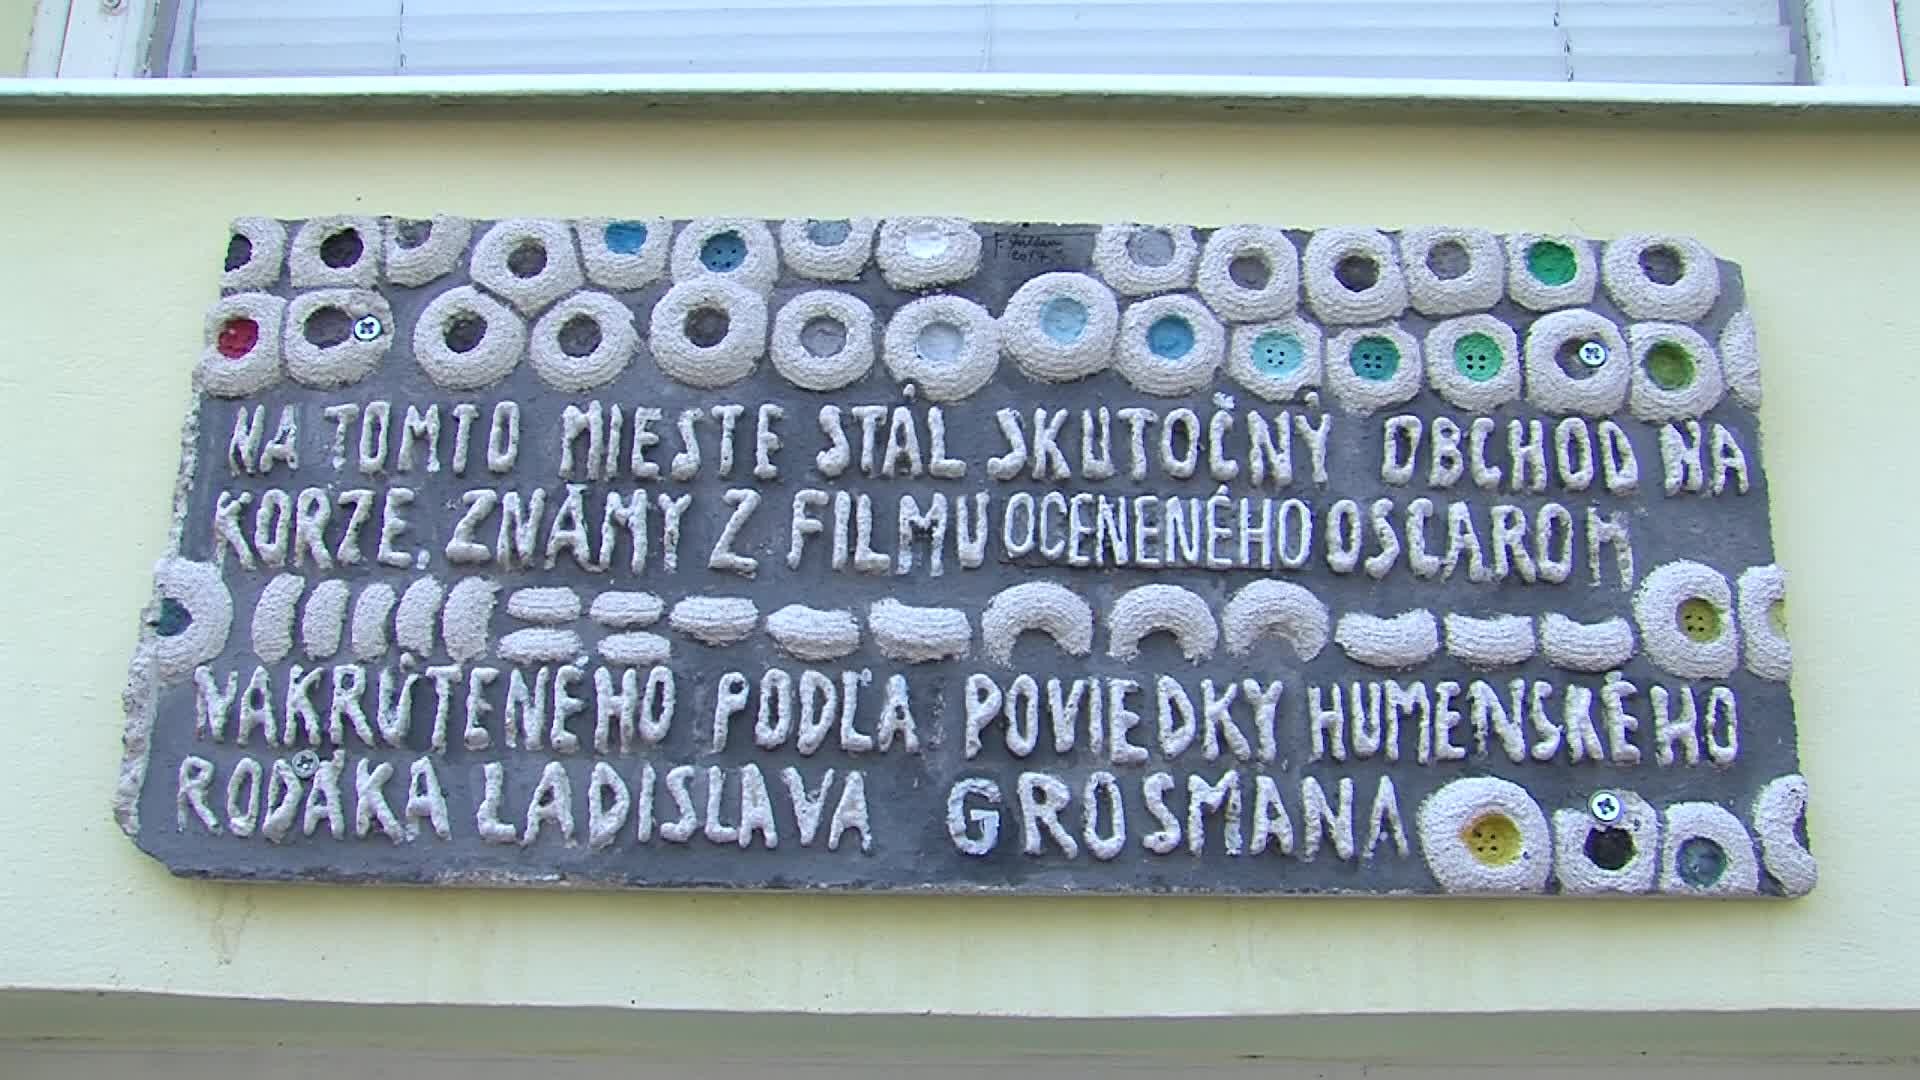 2017
NA TOMTO MIESTE STÁL SKUTOČNÝ OBCHOD NA
KORZE. ZNÁMY Z FILMU OCENENÉHO OSCAROM
NAKRÚTENÉHO PODĽA POVIEDKY HUMENSKÉHO
RODÁKA LADISLAVA GROSMANA